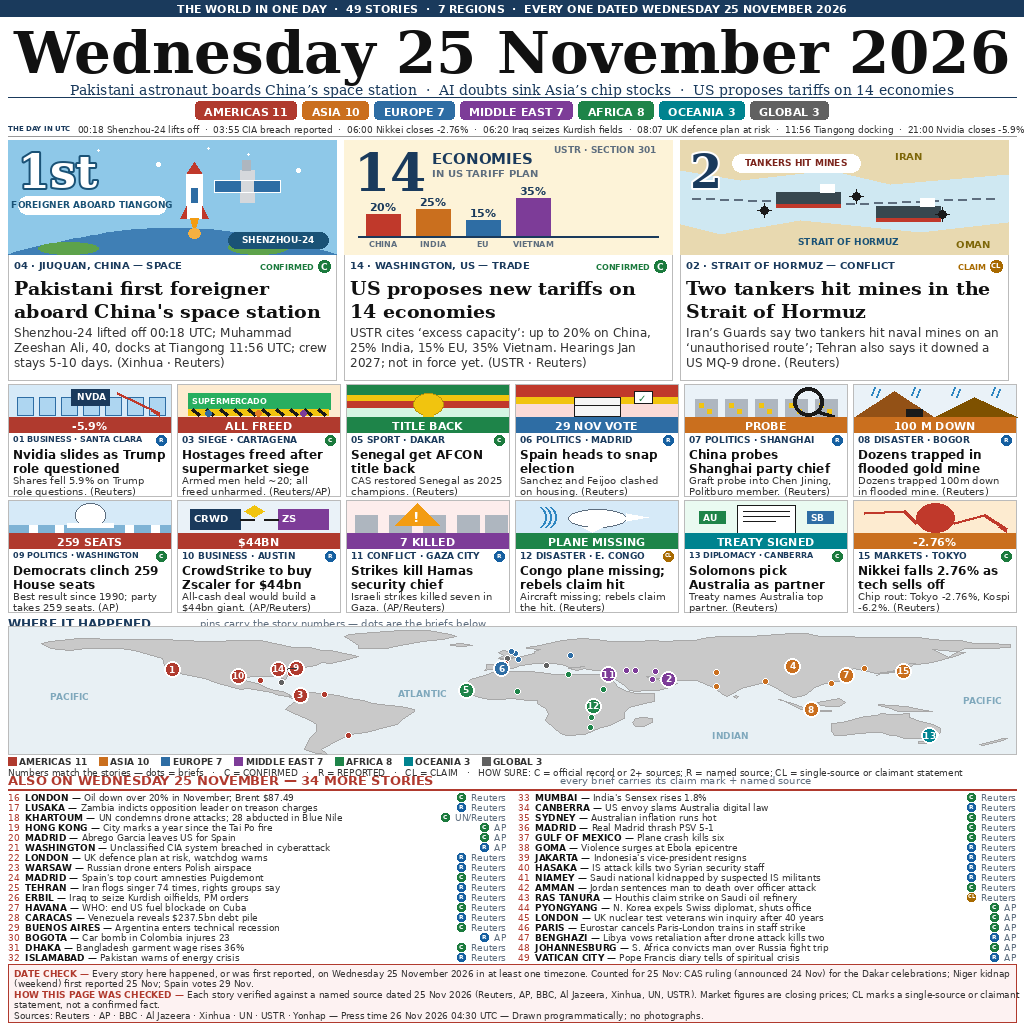 THE WORLD IN ONE DAY · 49 STORIES · 7 REGIONS · EVERY ONE DATED WEDNESDAY 25 NOVEMBER 2026
Wednesday 25 November 2026
Pakistani astronaut boards China’s space station · AI doubts sink Asia’s chip stocks · US proposes tariffs on 14 economies
AMERICAS 11 ASIA 10 EUROPE 7 MIDDLE EAST 7 AFRICA 8 OCEANIA 3 GLOBAL 3
THE DAY IN UTC 00:18 Shenzhou-24 lifts off · 03:55 CIA breach reported · 06:00 Nikkei closes -2.76% · 06:20 Iraq seizes Kurdish fields · 08:07 UK defence plan at risk · 11:56 Tiangong docking · 21:00 Nvidia closes -5.9%
1st
FOREIGNER ABOARD TIANGONG
SHENZHOU-24
04 · JIUQUAN, CHINA — SPACE
CONFIRMED C
Pakistani first foreigner
aboard China's space station
Shenzhou-24 lifted off 00:18 UTC; Muhammad
Zeeshan Ali, 40, docks at Tiangong 11:56 UTC; crew
stays 5-10 days. (Xinhua · Reuters)
14 ECONOMIES
IN US TARIFF PLAN
USTR · SECTION 301
20% 25% 15% 35%
CHINA INDIA EU VIETNAM
14 · WASHINGTON, US — TRADE
CONFIRMED C
US proposes new tariffs on
14 economies
USTR cites ‘excess capacity’: up to 20% on China,
25% India, 15% EU, 35% Vietnam. Hearings Jan
2027; not in force yet. (USTR · Reuters)
2
TANKERS HIT MINES
IRAN
STRAIT OF HORMUZ
OMAN
02 · STRAIT OF HORMUZ — CONFLICT
CLAIM CL
Two tankers hit mines in the
Strait of Hormuz
Iran’s Guards say two tankers hit naval mines on an
‘unauthorised route’; Tehran also says it downed a
US MQ-9 drone. (Reuters)
NVDA
-5.9%
01 BUSINESS · SANTA CLARA R
Nvidia slides as Trump
role questioned
Shares fell 5.9% on Trump
role questions. (Reuters)
SUPERMERCADO
ALL FREED
03 SIEGE · CARTAGENA C
Hostages freed after
supermarket siege
Armed men held ~20; all
freed unharmed. (Reuters/AP)
TITLE BACK
05 SPORT · DAKAR C
Senegal get AFCON
title back
CAS restored Senegal as 2025
champions. (Reuters)
✓
29 NOV VOTE
06 POLITICS · MADRID R
Spain heads to snap
election
Sanchez and Feijoo clashed
on housing. (Reuters)
PROBE
07 POLITICS · SHANGHAI R
China probes
Shanghai party chief
Graft probe into Chen Jining,
Politburo member. (Reuters)
100 M DOWN
08 DISASTER · BOGOR R
Dozens trapped in
flooded gold mine
Dozens trapped 100m down
in flooded mine. (Reuters)
259 SEATS
09 POLITICS · WASHINGTON C
Democrats clinch 259
House seats
Best result since 1990; party
takes 259 seats. (AP)
CRWD ZS
$44BN
10 BUSINESS · AUSTIN R
CrowdStrike to buy
Zscaler for $44bn
All-cash deal would build a
$44bn giant. (AP/Reuters)
!
7 KILLED
11 CONFLICT · GAZA CITY R
Strikes kill Hamas
security chief
Israeli strikes killed seven in
Gaza. (AP/Reuters)
PLANE MISSING
12 DISASTER · E. CONGO CL
Congo plane missing;
rebels claim hit
Aircraft missing; rebels claim
the hit. (Reuters)
AU SB
TREATY SIGNED
13 DIPLOMACY · CANBERRA C
Solomons pick
Australia as partner
Treaty names Australia top
partner. (Reuters)
-2.76%
15 MARKETS · TOKYO C
Nikkei falls 2.76% as
tech sells off
Chip rout: Tokyo -2.76%, Kospi
-6.2%. (Reuters)
WHERE IT HAPPENED pins carry the story numbers — dots are the briefs below
PACIFIC ATLANTIC INDIAN PACIFIC
1 10 14 9 3 5 6 11 2 12 4 7 15 8 13
AMERICAS 11 ASIA 10 EUROPE 7 MIDDLE EAST 7 AFRICA 8 OCEANIA 3 GLOBAL 3
Numbers match the stories — dots = briefs · C = CONFIRMED · R = REPORTED · CL = CLAIM · HOW SURE: C = official record or 2+ sources; R = named source; CL = single-source or claimant statement
ALSO ON WEDNESDAY 25 NOVEMBER — 34 MORE STORIES every brief carries its claim mark + named source
16 LONDON — Oil down over 20% in November; Brent $87.49 C Reuters
17 LUSAKA — Zambia indicts opposition leader on treason charges R Reuters
18 KHARTOUM — UN condemns drone attacks; 28 abducted in Blue Nile C UN/Reuters
19 HONG KONG — City marks a year since the Tai Po fire C AP
20 MADRID — Abrego Garcia leaves US for Spain C AP
21 WASHINGTON — Unclassified CIA system breached in cyberattack R AP
22 LONDON — UK defence plan at risk, watchdog warns R Reuters
23 WARSAW — Russian drone enters Polish airspace R Reuters
24 MADRID — Spain's top court amnesties Puigdemont C Reuters
25 TEHRAN — Iran flogs singer 74 times, rights groups say R Reuters
26 ERBIL — Iraq to seize Kurdish oilfields, PM orders R Reuters
27 HAVANA — WHO: end US fuel blockade on Cuba C Reuters
28 CARACAS — Venezuela reveals $237.5bn debt pile R Reuters
29 BUENOS AIRES — Argentina enters technical recession C Reuters
30 BOGOTA — Car bomb in Colombia injures 23 R AP
31 DHAKA — Bangladesh garment wage rises 36% C Reuters
32 ISLAMABAD — Pakistan warns of energy crisis R Reuters
33 MUMBAI — India's Sensex rises 1.8% C Reuters
34 CANBERRA — US envoy slams Australia digital law R Reuters
35 SYDNEY — Australian inflation runs hot C Reuters
36 MADRID — Real Madrid thrash PSV 5-1 C Reuters
37 GULF OF MEXICO — Plane crash kills six C Reuters
38 GOMA — Violence surges at Ebola epicentre R Reuters
39 JAKARTA — Indonesia's vice-president resigns R Reuters
40 HASAKA — IS attack kills two Syrian security staff R Reuters
41 NIAMEY — Saudi national kidnapped by suspected IS militants R Reuters
42 AMMAN — Jordan sentences man to death over officer attack C Reuters
43 RAS TANURA — Houthis claim strike on Saudi oil refinery CL Reuters
44 PYONGYANG — N. Korea expels Swiss diplomat, shuts office C AP
45 LONDON — UK nuclear test veterans win inquiry after 40 years C AP
46 PARIS — Eurostar cancels Paris-London trains in staff strike C AP
47 BENGHAZI — Libya vows retaliation after drone attack kills two R AP
48 JOHANNESBURG — S. Africa convicts man over Russia fight trip C AP
49 VATICAN CITY — Pope Francis diary tells of spiritual crisis R AP
DATE CHECK — Every story here happened, or was first reported, on Wednesday 25 November 2026 in at least one timezone. Counted for 25 Nov: CAS ruling (announced 24 Nov) for the Dakar celebrations; Niger kidnap
(weekend) first reported 25 Nov; Spain votes 29 Nov.
HOW THIS PAGE WAS CHECKED — Each story verified against a named source dated 25 Nov 2026 (Reuters, AP, BBC, Al Jazeera, Xinhua, UN, USTR). Market figures are closing prices; CL marks a single-source or claimant
statement, not a confirmed fact.
Sources: Reuters · AP · BBC · Al Jazeera · Xinhua · UN · USTR · Yonhap — Press time 26 Nov 2026 04:30 UTC — Drawn programmatically; no photographs.